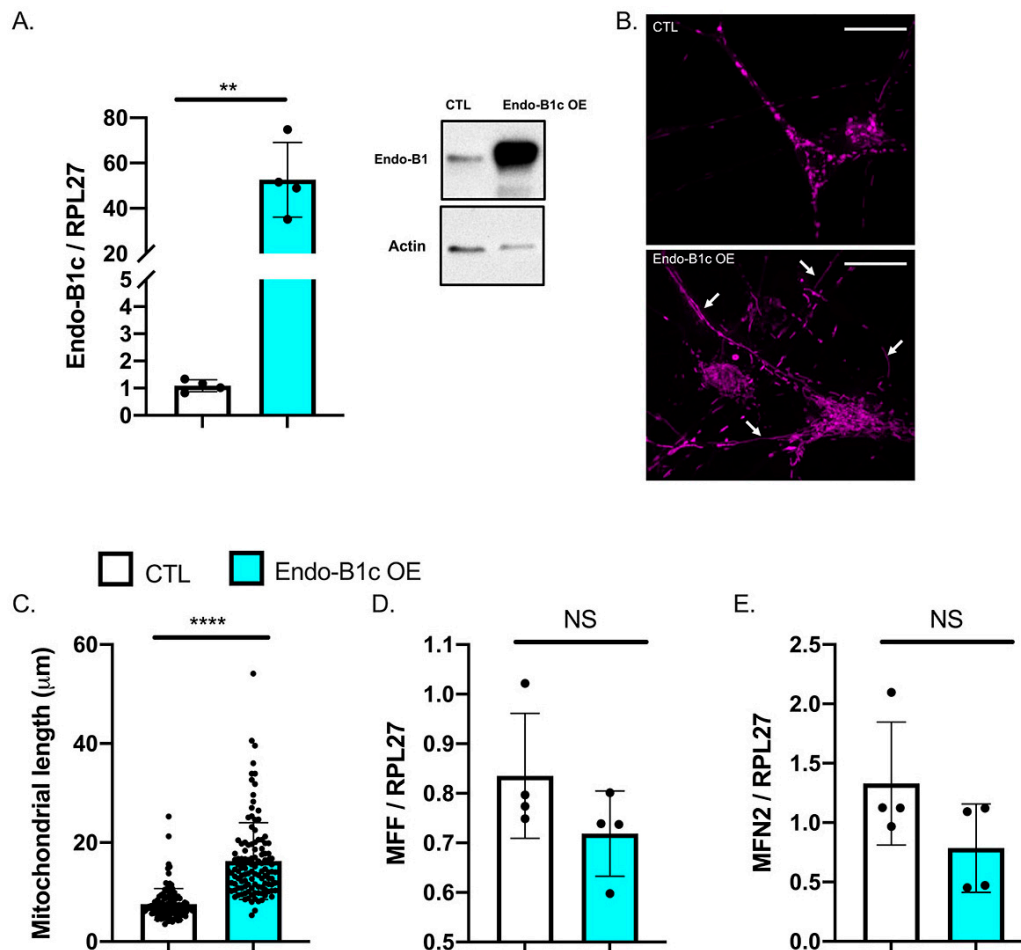 A.
**
Endo-B1c / RPL27
80
60
40
20
5
4
3
2
1
0
CTL Endo-B1c OE
Endo-B1
Actin
B.
CTL
Endo-B1c OE
CTL
Endo-B1c OE
C.
****
Mitochondrial length (μm)
60
40
20
0
D.
NS
MFF / RPL27
1.1
1.0
0.9
0.8
0.7
0.6
0.5
E.
NS
MFN2 / RPL27
2.5
2.0
1.5
1.0
0.5
0.0